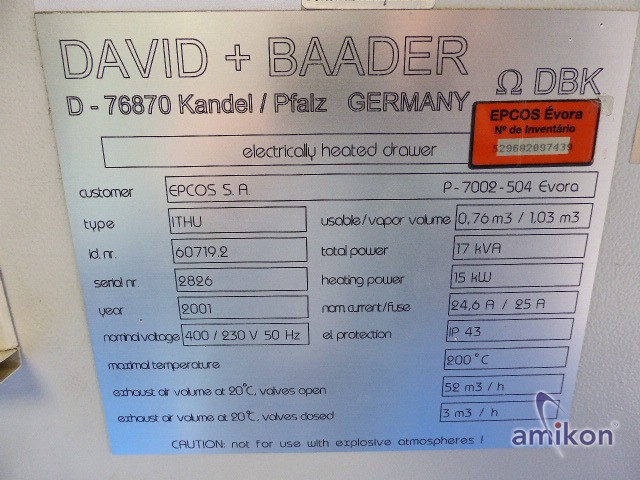 DAVID + BAADER
Ω DBK
D - 76870 Kandel / Pfalz GERMANY
EPCOS Évora
Nº de Inventário
529602007439
electrically heated drawer
customer EPCOS S. A. P-7002-504 Evora
type ITHU usable/vapor volume 0,76 m3 / 1,03 m3
id. nr. 60719.2 total power 17 kVA
serial nr. 2826 heating power 15 kW
year 2001 nom. current/fuse 24,6 A / 25 A
nominal voltage 400 / 230 V 50 Hz el. protection IP 43
maximal temperature 200°C
exhaust air volume at 20°C, valves open 52 m3 / h
exhaust air volume at 20°C, valves closed 3 m3 / h
CAUTION: not for use with explosive atmospheres !
amikon